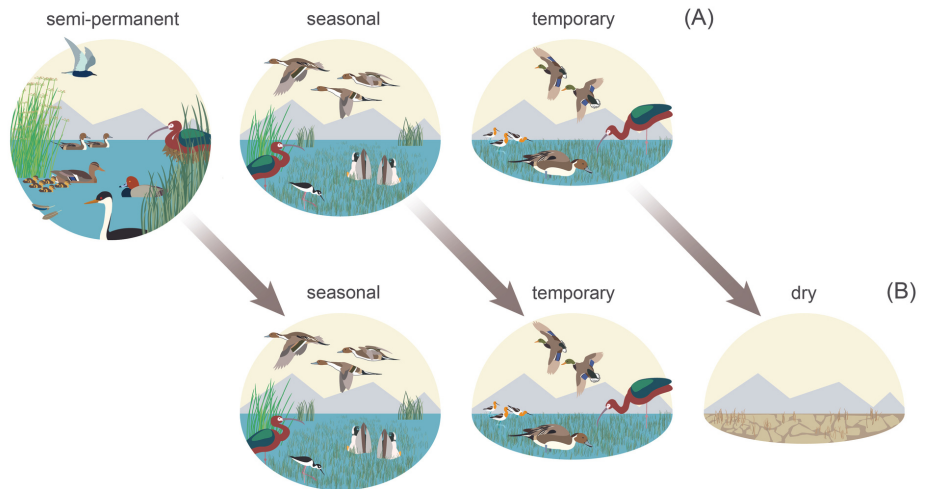 semi-permanent
seasonal
temporary
(A)
seasonal
temporary
dry
(B)